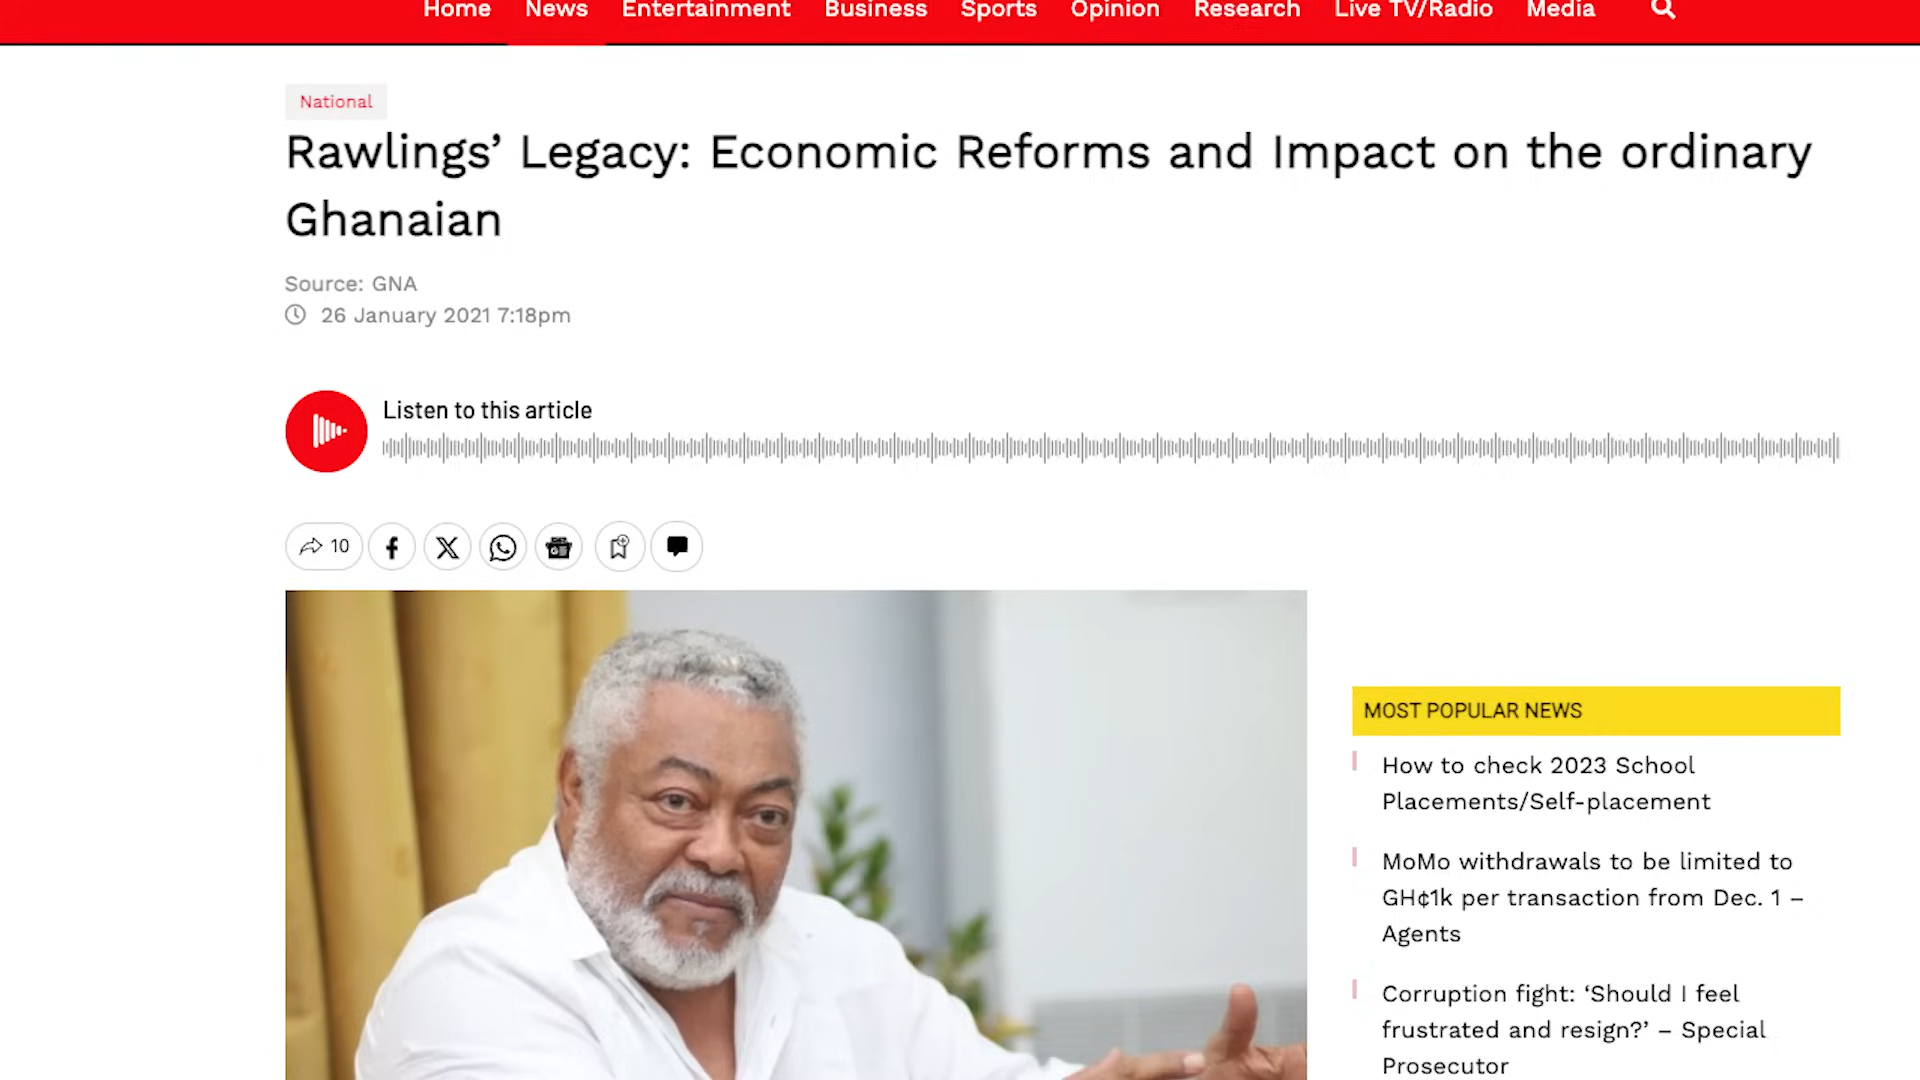 Home News Entertainment Business Sports Opinion Research Live TV/Radio Media
National
Rawlings’ Legacy: Economic Reforms and Impact on the ordinary
Ghanaian
Source: GNA
26 January 2021 7:18pm
Listen to this article
10
MOST POPULAR NEWS
How to check 2023 School
Placements/Self-placement
MoMo withdrawals to be limited to
GH¢1k per transaction from Dec. 1 –
Agents
Corruption fight: ‘Should I feel
frustrated and resign?’ – Special
Prosecutor